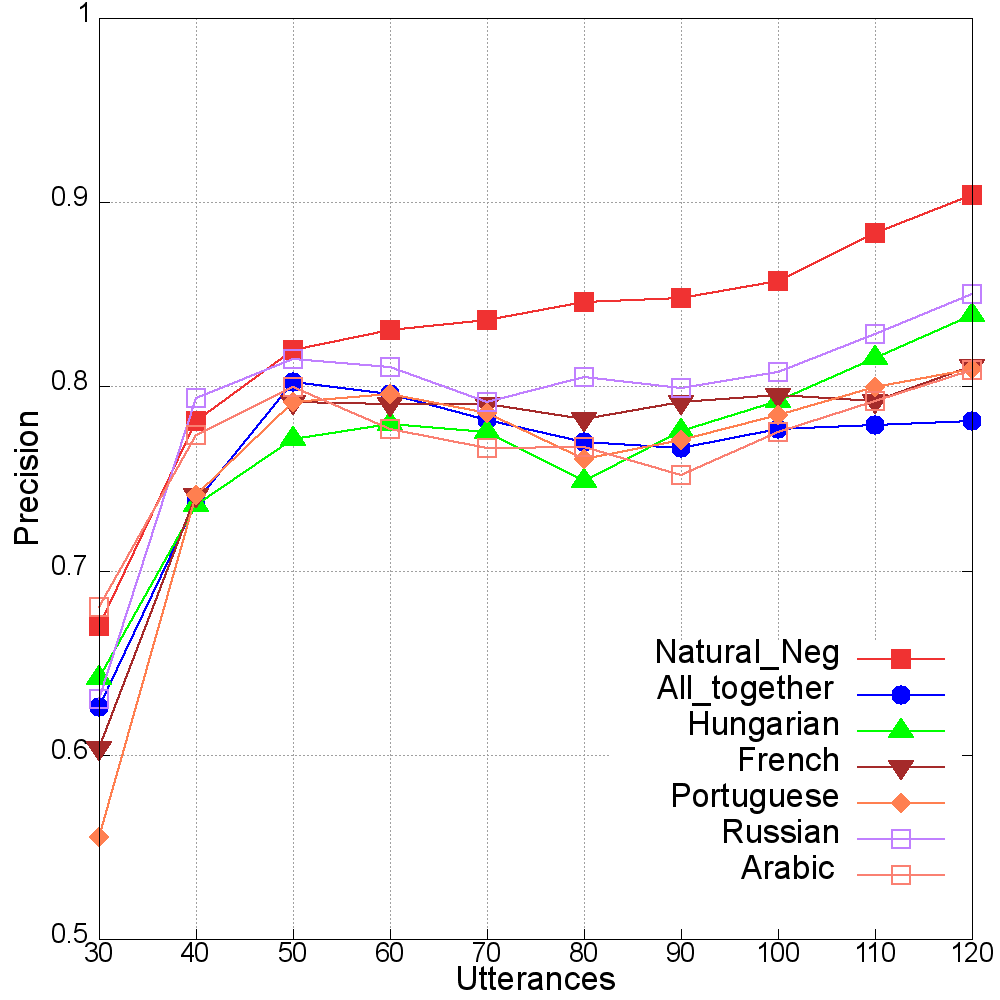 1
0.9
0.8
0.7
0.6
0.5
Precision
30 40 50 60 70 80 90 100 110 120
Utterances
Natural_Neg
All_together
Hungarian
French
Portuguese
Russian
Arabic